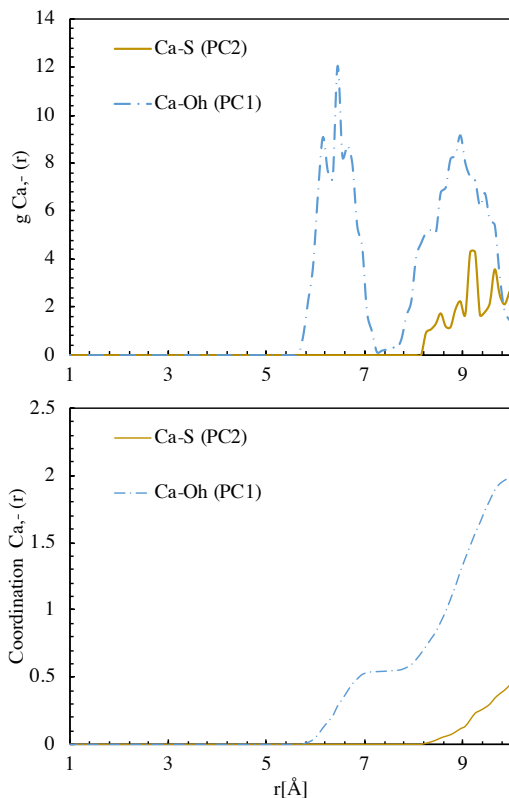 14
12
10
8
6
4
2
0
g Ca,- (r)
Ca-S (PC2)
Ca-Oh (PC1)
1 3 5 7 9
2.5
2
1.5
1
0.5
0
Coordination Ca,- (r)
Ca-S (PC2)
Ca-Oh (PC1)
1 3 5 7 9
r[Å]